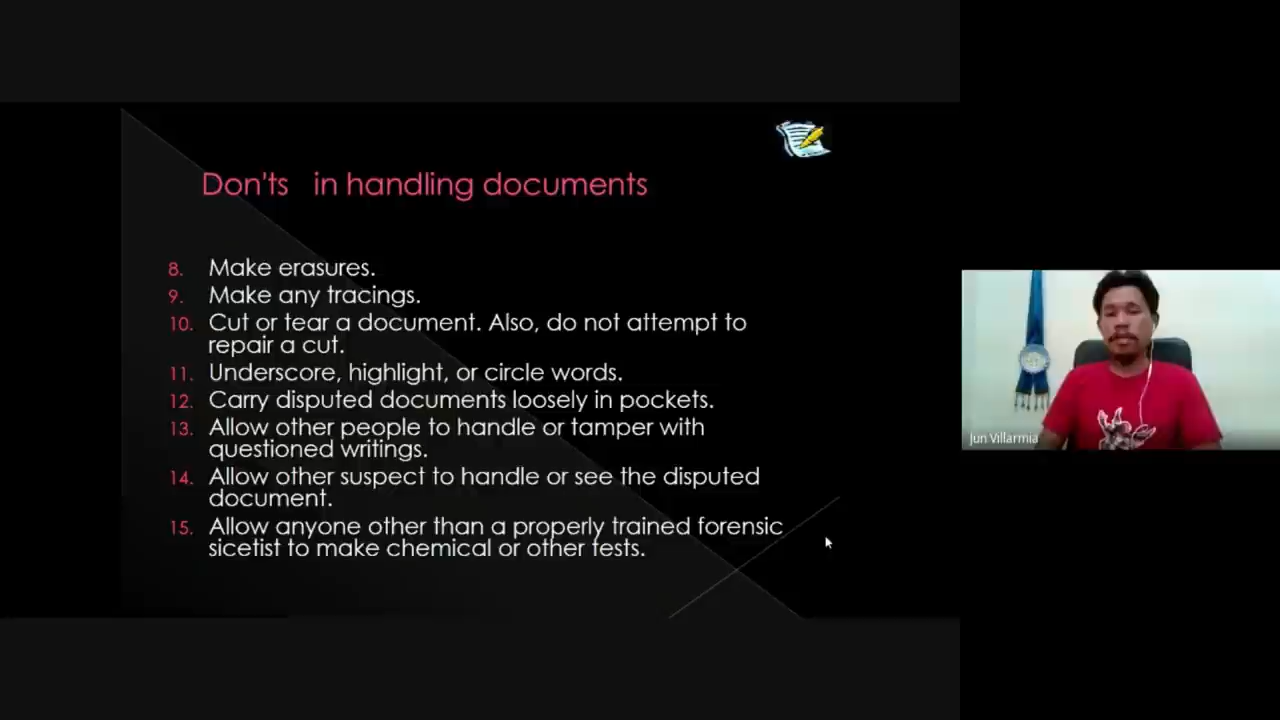 Don'ts in handling documents
8. Make erasures.
9. Make any tracings.
10. Cut or tear a document. Also, do not attempt to
repair a cut.
11. Underscore, highlight, or circle words.
12. Carry disputed documents loosely in pockets.
13. Allow other people to handle or tamper with
questioned writings.
14. Allow other suspect to handle or see the disputed
document.
15. Allow anyone other than a properly trained forensic
sicetist to make chemical or other tests.
Jun Villarmia